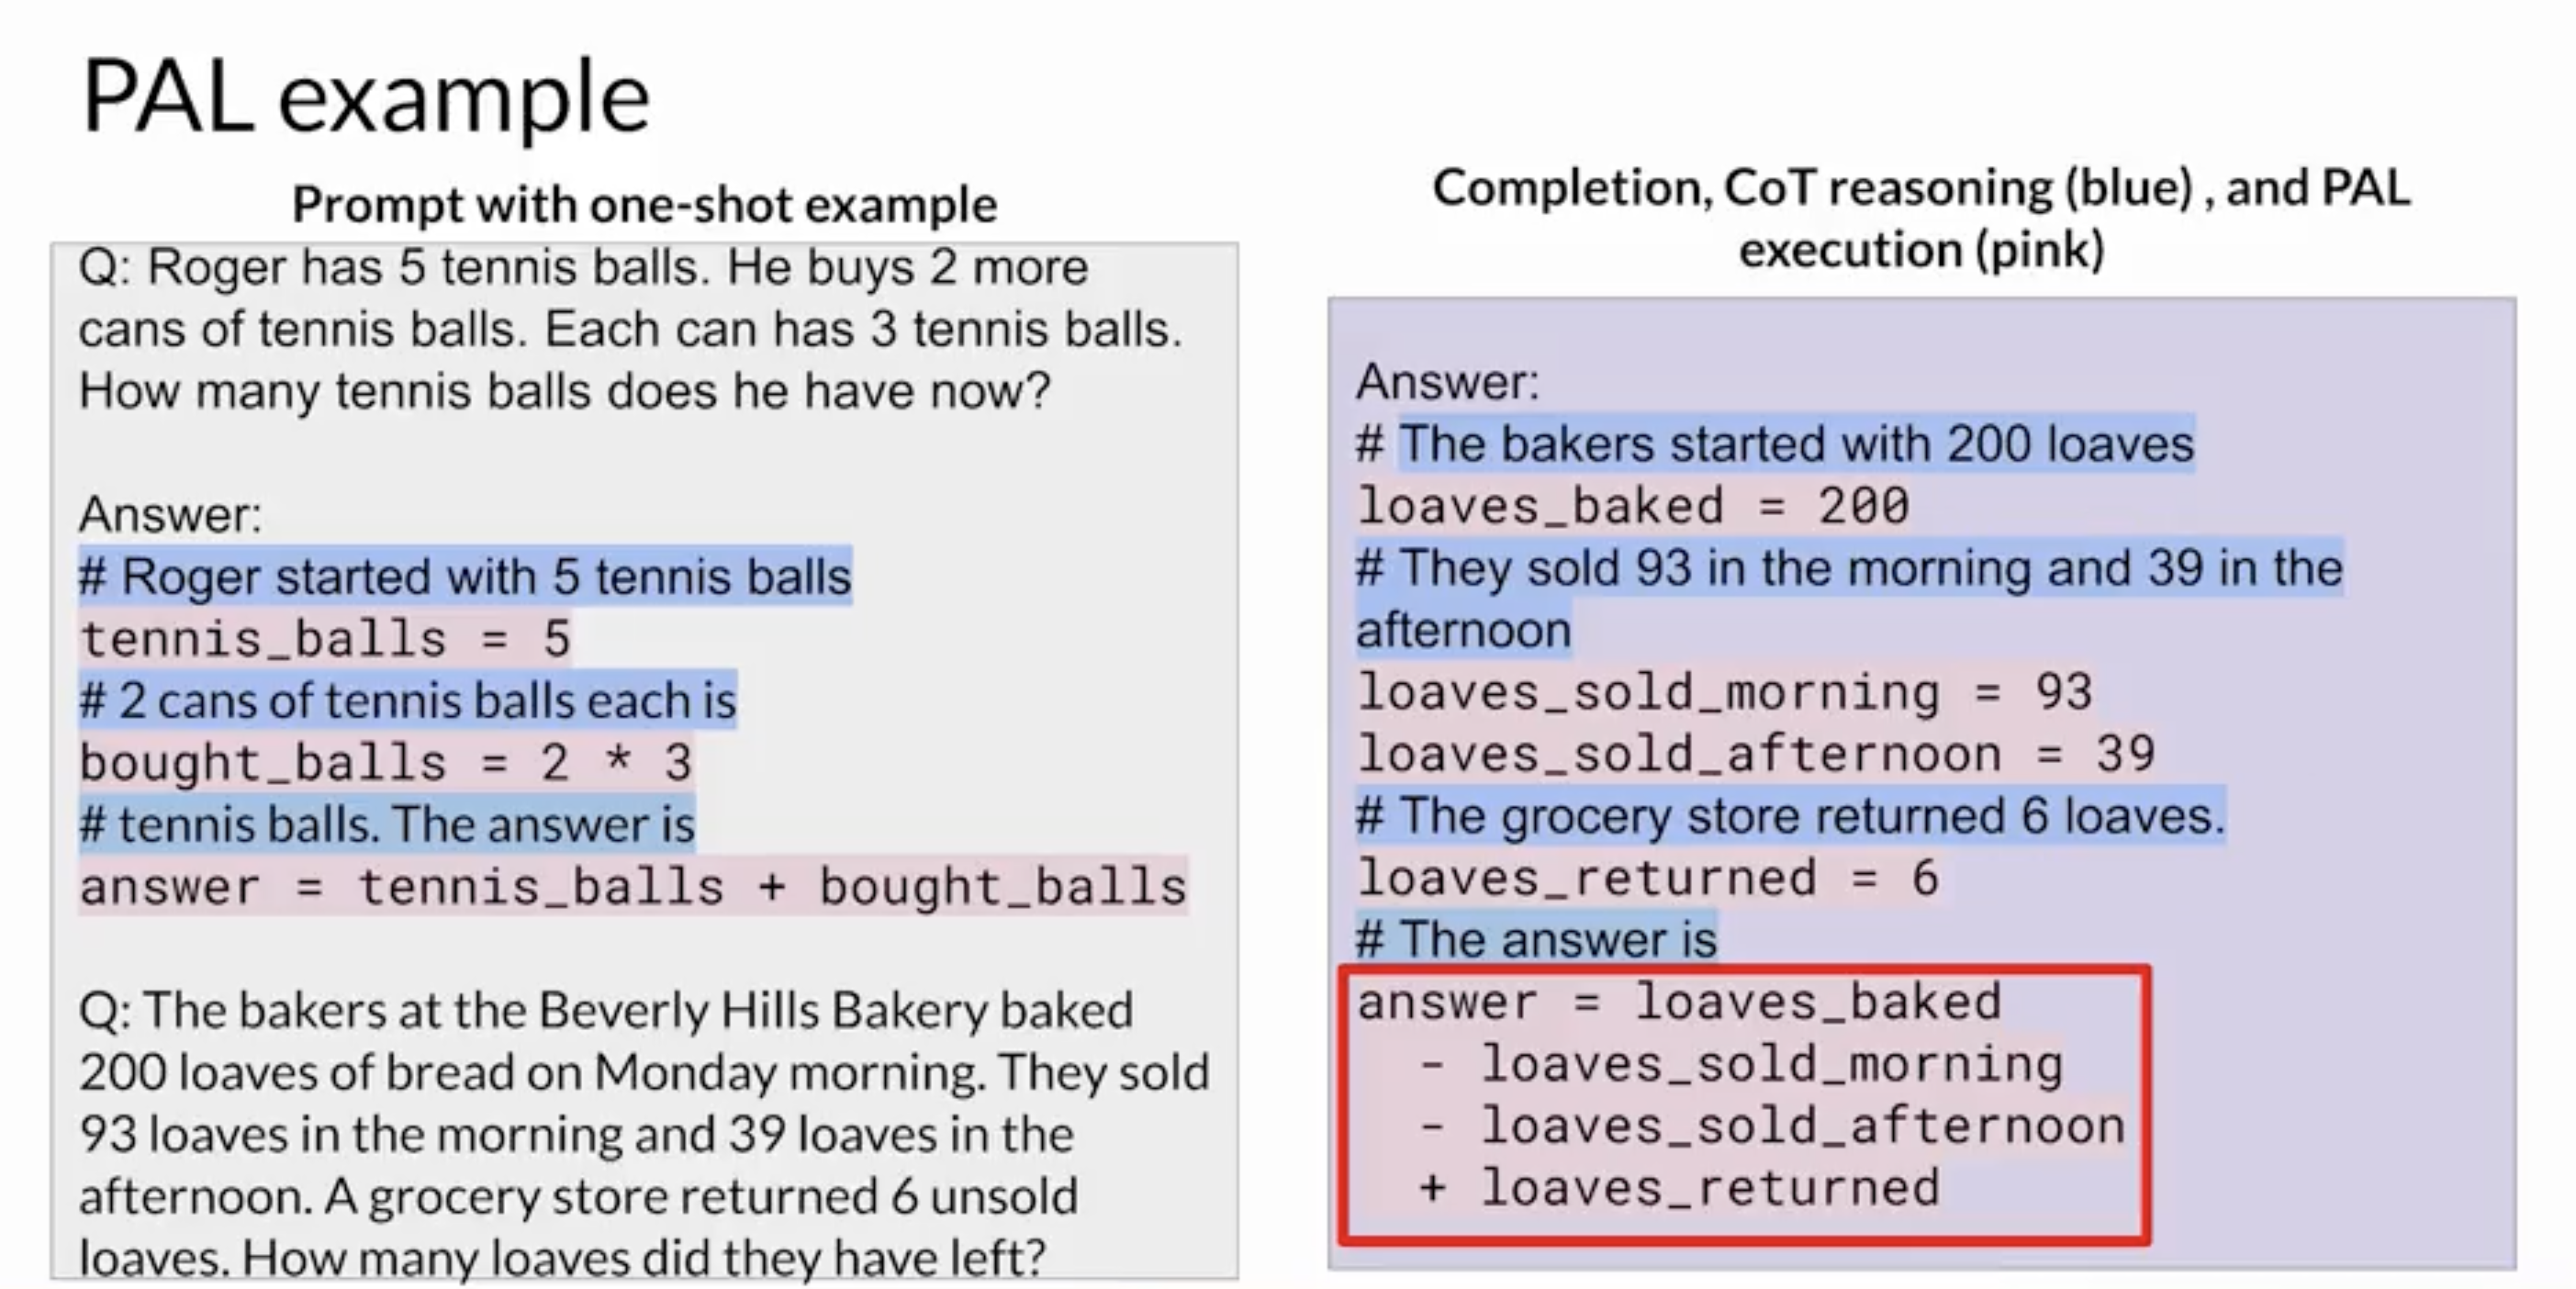 PAL example
Prompt with one-shot example
Q: Roger has 5 tennis balls. He buys 2 more
cans of tennis balls. Each can has 3 tennis balls.
How many tennis balls does he have now?
Answer:
# Roger started with 5 tennis balls
tennis_balls = 5
# 2 cans of tennis balls each is
bought_balls = 2 * 3
# tennis balls. The answer is
answer = tennis_balls + bought_balls
Q: The bakers at the Beverly Hills Bakery baked
200 loaves of bread on Monday morning. They sold
93 loaves in the morning and 39 loaves in the
afternoon. A grocery store returned 6 unsold
loaves. How many loaves did they have left?
Completion, CoT reasoning (blue) , and PAL
execution (pink)
Answer:
# The bakers started with 200 loaves
loaves_baked = 200
# They sold 93 in the morning and 39 in the
afternoon
loaves_sold_morning = 93
loaves_sold_afternoon = 39
# The grocery store returned 6 loaves.
loaves_returned = 6
# The answer is
answer = loaves_baked
- loaves_sold_morning
- loaves_sold_afternoon
+ loaves_returned